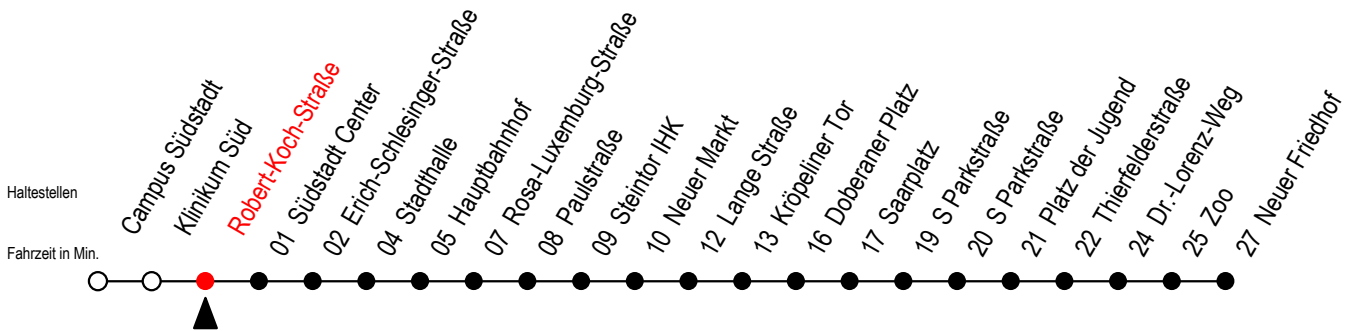 Haltestellen
Fahrzeit in Min.
Campus Südstadt
Klinikum Süd
Robert-Koch-Straße
01 Südstadt Center
02 Erich-Schlesinger-Straße
04 Stadthalle
05 Hauptbahnhof
07 Rosa-Luxemburg-Straße
08 Paulstraße
09 Steintor IHK
10 Neuer Markt
12 Lange Straße
13 Kröpeliner Tor
16 Doberaner Platz
17 Saarplatz
19 S Parkstraße
20 S Parkstraße
21 Platz der Jugend
22 Thierfelderstraße
24 Dr.-Lorenz-Weg
25 Zoo
27 Neuer Friedhof